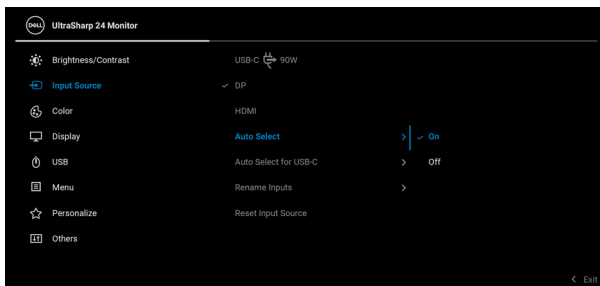 DELL UltraSharp 24 Monitor
Brightness/Contrast USB-C 90W
Input Source DP
Color HDMI
Display Auto Select On
USB Auto Select for USB-C Off
Menu Rename Inputs
Personalize Reset Input Source
Others
Exit